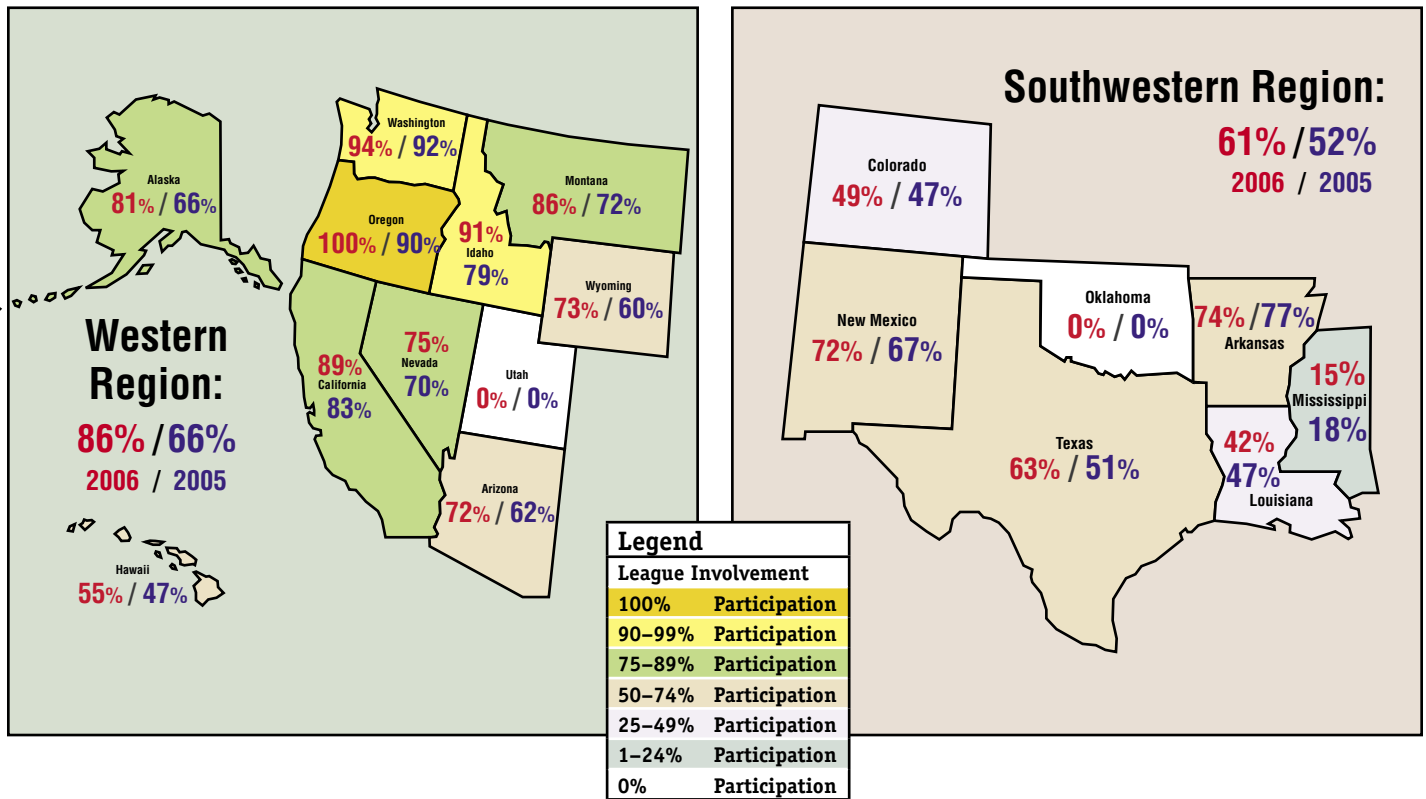 Alaska
81% / 66%
Washington
94% / 92%
Oregon
100% / 90%
91%
Idaho
79%
Montana
86% / 72%
Wyoming
73% / 60%
89%
California
83%
75%
Nevada
70%
Utah
0% / 0%
Arizona
72% / 62%
Western
Region:
86% / 66%
2006 / 2005
Hawaii
55% / 47%
Southwestern Region:
61% / 52%
2006 / 2005
Colorado
49% / 47%
New Mexico
72% / 67%
Oklahoma
0% / 0%
74% / 77%
Arkansas
15%
Mississippi
18%
Texas
63% / 51%
42%
47%
Louisiana
Legend
League Involvement
100% Participation
90–99% Participation
75–89% Participation
50–74% Participation
25–49% Participation
1–24% Participation
0% Participation